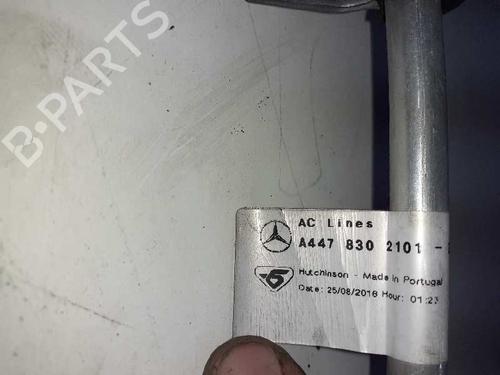 B-PARTS
AC Lines
A447 830 2101 -
Hutchinson - Made in Portugal
Date: 25/08/2016 Hour: 01:23